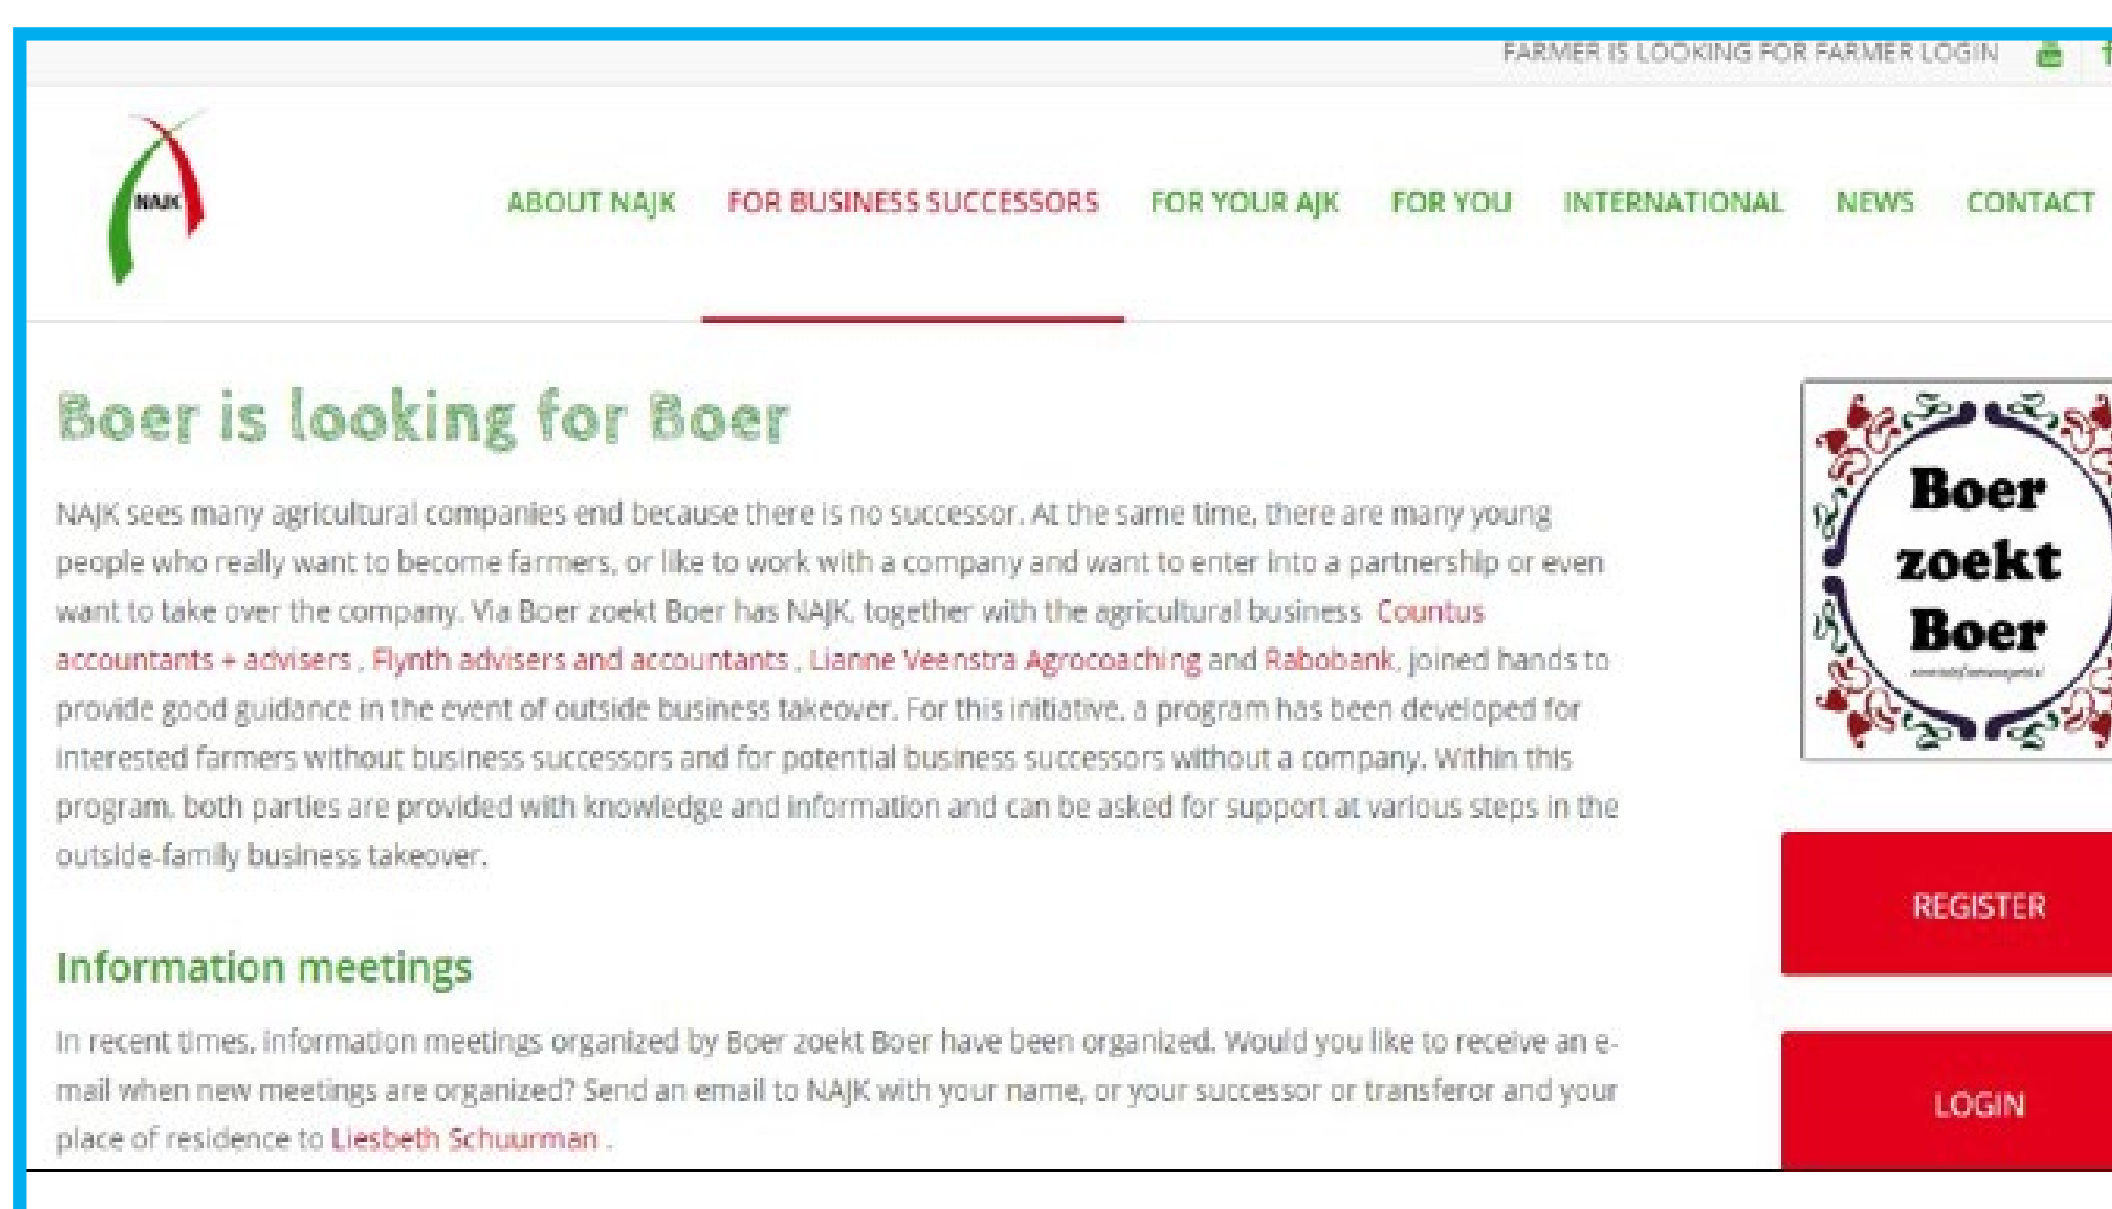 FARMER IS LOOKING FOR FARMER LOGIN
NAJK
ABOUT NAJK FOR BUSINESS SUCCESSORS FOR YOUR AJK FOR YOU INTERNATIONAL NEWS CONTACT
Boer is looking for Boer
NAJK sees many agricultural companies end because there is no successor. At the same time, there are many young
people who really want to become farmers, or like to work with a company and want to enter into a partnership or even
want to take over the company. Via Boer zoekt Boer has NAJK, together with the agricultural business Countus
accountants + advisers , Flynth advisers and accountants , Lianne Veenstra Agrocoaching and Rabobank, joined hands to
provide good guidance in the event of outside business takeover. For this initiative, a program has been developed for
interested farmers without business successors and for potential business successors without a company. Within this
program, both parties are provided with knowledge and information and can be asked for support at various steps in the
outside-family business takeover.
Information meetings
In recent times, information meetings organized by Boer zoekt Boer have been organized. Would you like to receive an e-
mail when new meetings are organized? Send an email to NAJK with your name, or your successor or transferor and your
place of residence to Liesbeth Schuurman .
Boer
zoekt
Boer
REGISTER
LOGIN